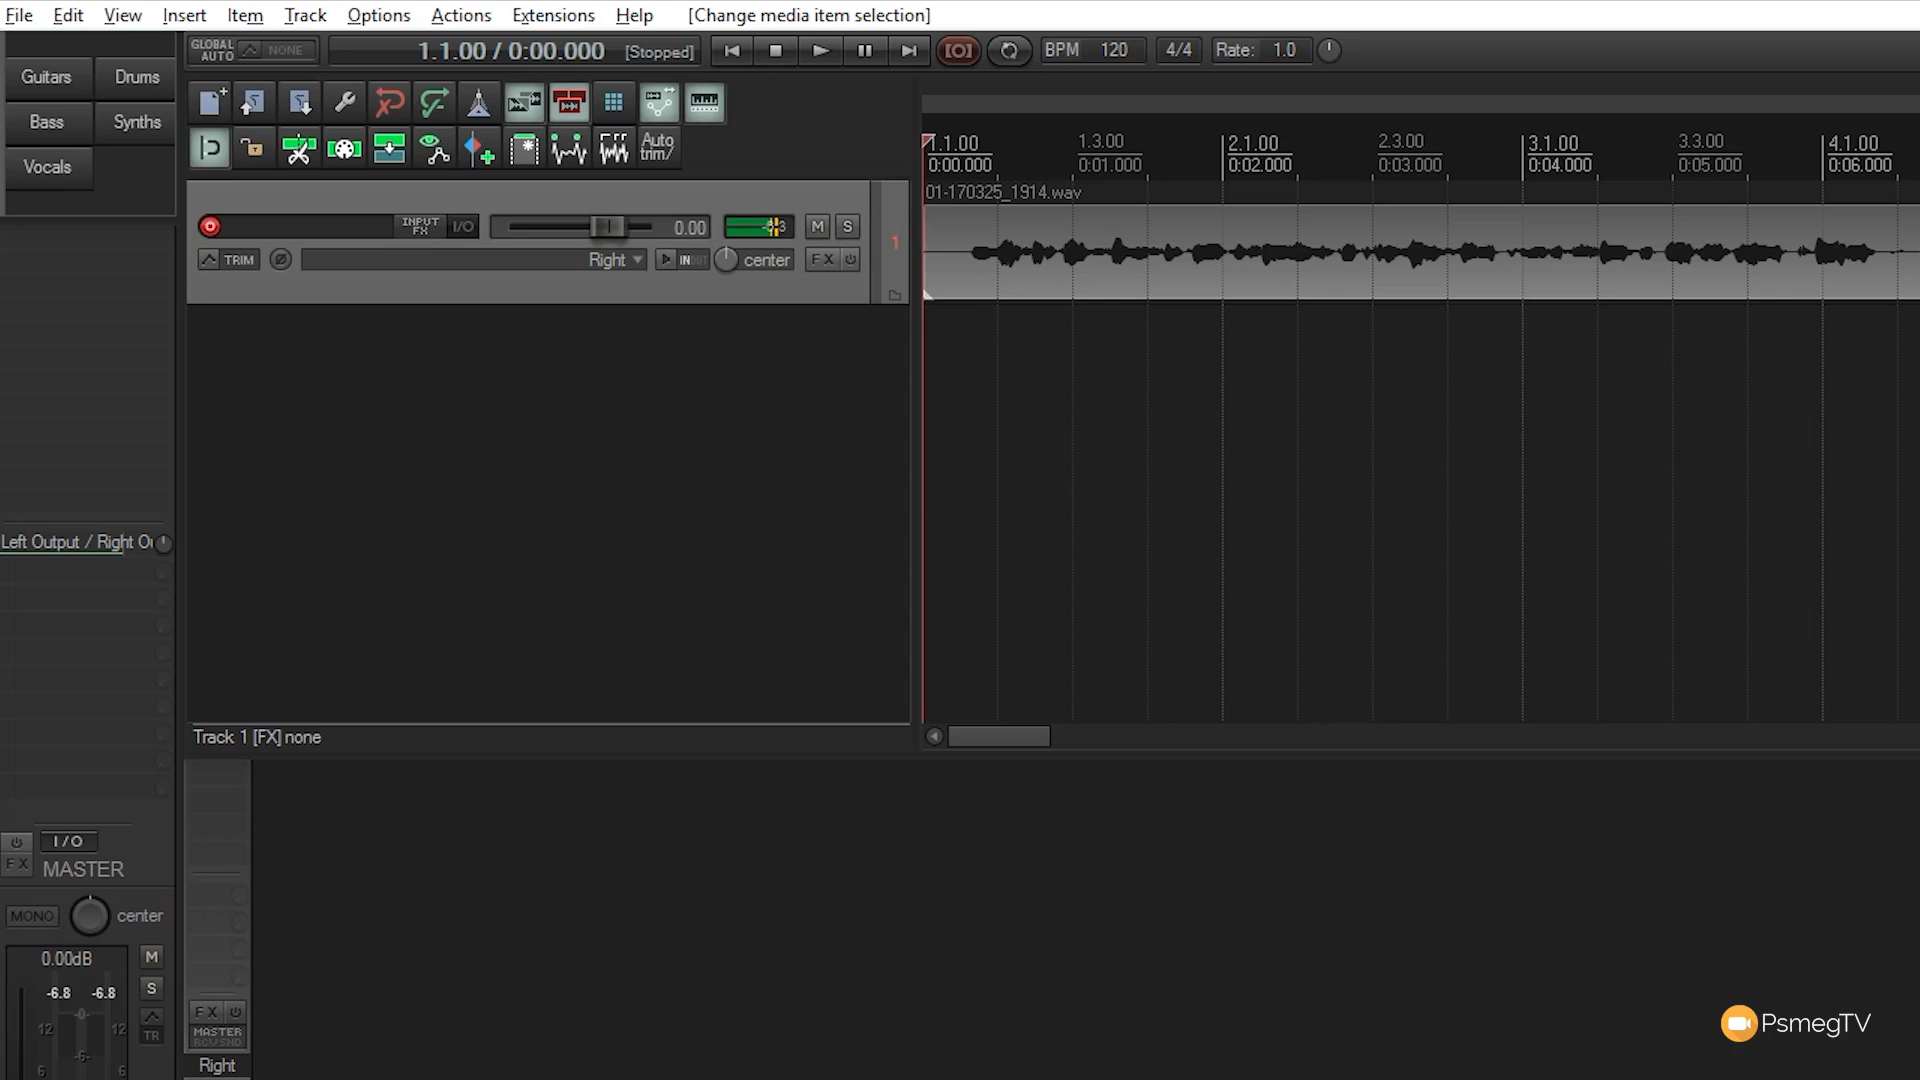 File Edit View Insert Item Track Options Actions Extensions Help [Change media item selection]
GLOBAL AUTO NONE
1.1.00 / 0:00.000 [Stopped]
BPM 120 4/4 Rate: 1.0
Guitars Drums
Bass Synths
Vocals
Auto trim/
1.1.00 1.3.00 2.1.00 2.3.00 3.1.00 3.3.00 4.1.00
0:00.000 0:01.000 0:02.000 0:03.000 0:04.000 0:05.000 0:06.000
01-170325_1914.wav
INPUT FX I/O 0.00 M S
1
TRIM Right IN center FX
Left Output / Right O
Track 1 [FX] none
I/O
FX MASTER
MONO center
0.00dB M
-6.8 -6.8 S
-0-
12 12 TR
-6-
6 6
FX
MASTER
RCV SND
Right
PsmegTV